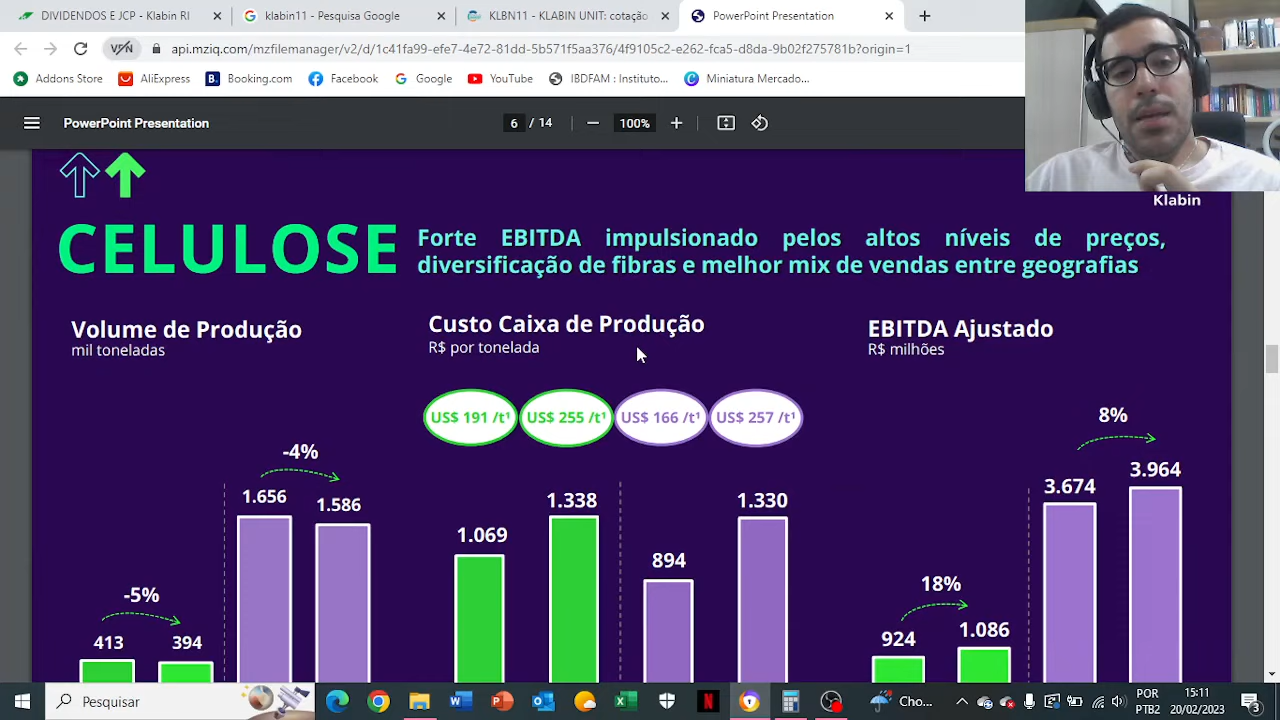 DIVIDENDOS E JCP - Klabin RI
klabin11 - Pesquisa Google
KLBN11 - KLABIN UNIT: cotação
PowerPoint Presentation
VPN
api.mziq.com/mzfilemanager/v2/d/1c41fa99-efe7-4e72-81dd-5b571f5aa376/4f9105c2-e262-fca5-d8da-9b02f275781b?origin=1
Addons Store
AliExpress
Booking.com
Facebook
Google
YouTube
IBDFAM : Instituto...
Miniatura Mercado...
PowerPoint Presentation
6 / 14
100%
Klabin
CELULOSE
Forte EBITDA impulsionado pelos altos níveis de preços,
diversificação de fibras e melhor mix de vendas entre geografias
Volume de Produção
mil toneladas
-5%
413
394
-4%
1.656
1.586
Custo Caixa de Produção
R$ por tonelada
US$ 191 /t¹
US$ 255 /t¹
US$ 166 /t¹
US$ 257 /t¹
1.069
1.338
894
1.330
EBITDA Ajustado
R$ milhões
18%
924
1.086
8%
3.674
3.964
Pesquisar
Cho...
POR
PTB2
15:11
20/02/2023
3